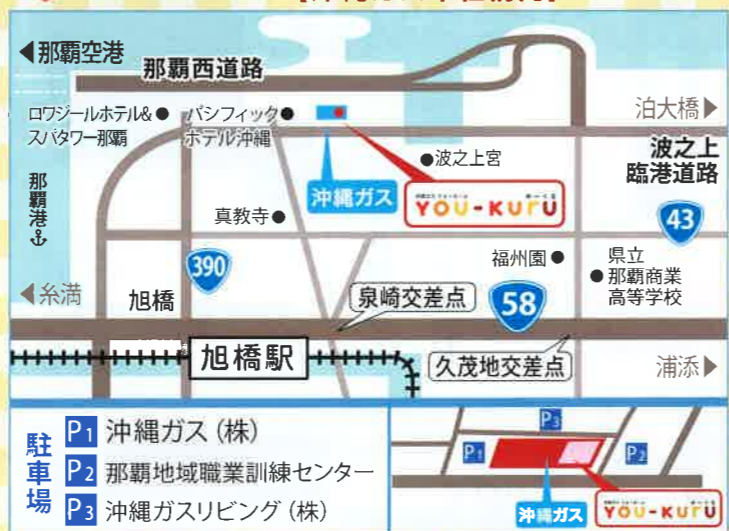 ◀那覇空港
那覇西道路
ロワジールホテル&
スパタワー那覇
パシフィック
ホテル沖縄
泊大橋▶
波之上宮
波之上
臨港道路
沖縄ガス
YOU-KUrU
那覇港
真教寺
43
390
福州園
県立
那覇商業
高等学校
◀糸満
旭橋
泉崎交差点
58
旭橋駅
久茂地交差点
浦添▶
駐車場
P1 沖縄ガス(株)
P2 那覇地域職業訓練センター
P3 沖縄ガスリビング(株)
P3
P1
P2
沖縄ガス
YOU-KUrU